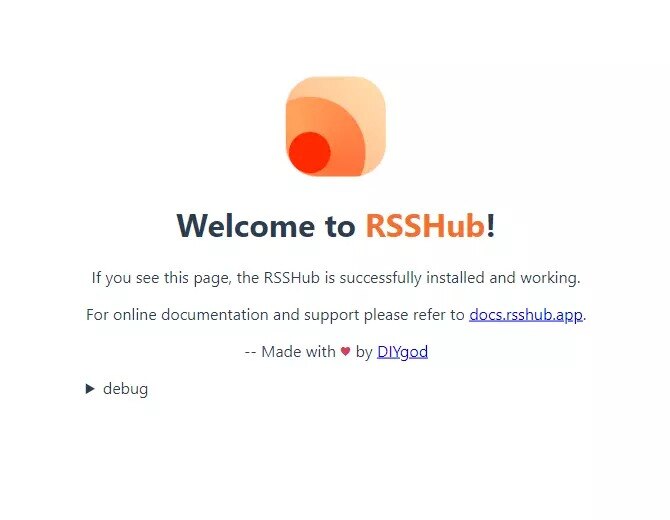 Welcome to RSSHub!
If you see this page, the RSSHub is successfully installed and working.
For online documentation and support please refer to docs.rsshub.app.
-- Made with ♥ by DIYgod
▶ debug